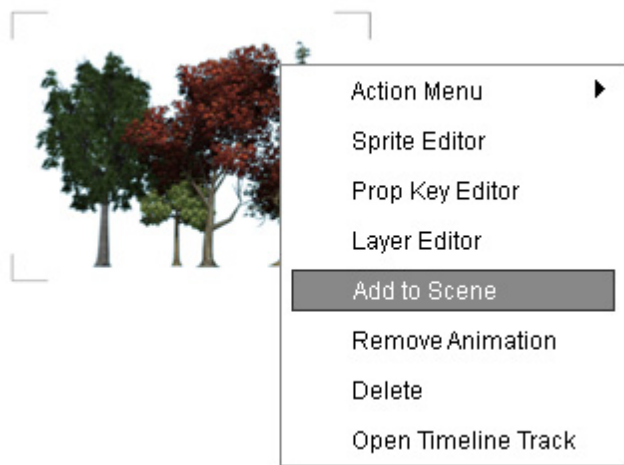 Action Menu
Sprite Editor
Prop Key Editor
Layer Editor
Add to Scene
Remove Animation
Delete
Open Timeline Track